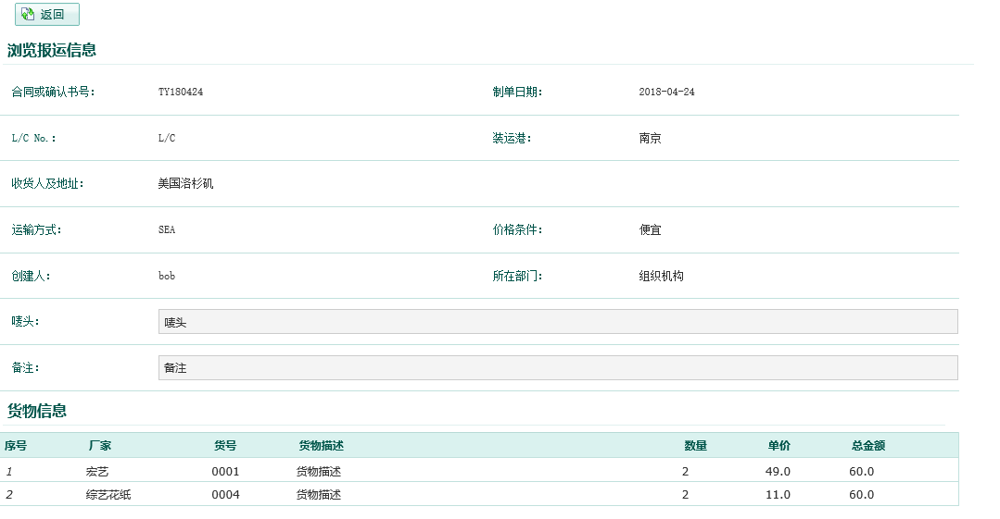 返回
浏览报运信息
合同或确认书号: TY180424 制单日期: 2018-04-24
L/C No.: L/C 装运港: 南京
收货人及地址: 美国洛杉矶
运输方式: SEA 价格条件: 便宜
创建人: bob 所在部门: 组织机构
唛头: 唛头
备注: 备注
货物信息
序号 厂家 货号 货物描述 数量 单价 总金额
1 宏艺 0001 货物描述 2 49.0 60.0
2 综艺花纸 0004 货物描述 2 11.0 60.0